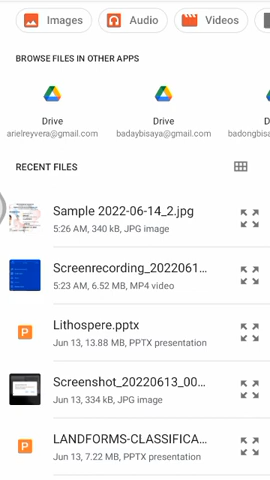 Images Audio Videos
BROWSE FILES IN OTHER APPS
Drive Drive
arielreyvera@gmail.com badaybisaya@gmail.com badongbisa
RECENT FILES
Sample 2022-06-14_2.jpg
5:26 AM, 340 kB, JPG image
Screenrecording_2022061...
5:23 AM, 6.52 MB, MP4 video
Lithospere.pptx
Jun 13, 13.88 MB, PPTX presentation
Screenshot_20220613_00...
Jun 13, 334 kB, JPG image
LANDFORMS-CLASSIFICA...
Jun 13, 7.22 MB, PPTX presentation